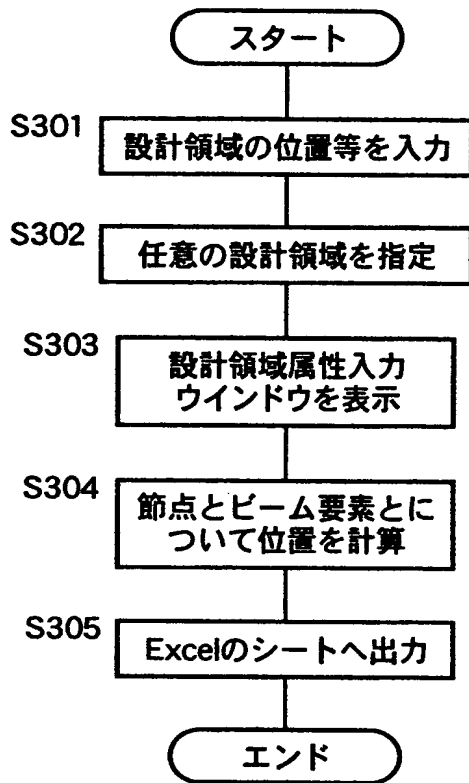 スタート
S301
設計領域の位置等を入力
S302
任意の設計領域を指定
S303
設計領域属性入力
ウインドウを表示
S304
節点とビーム要素とに
ついて位置を計算
S305
Excelのシートへ出力
エンド